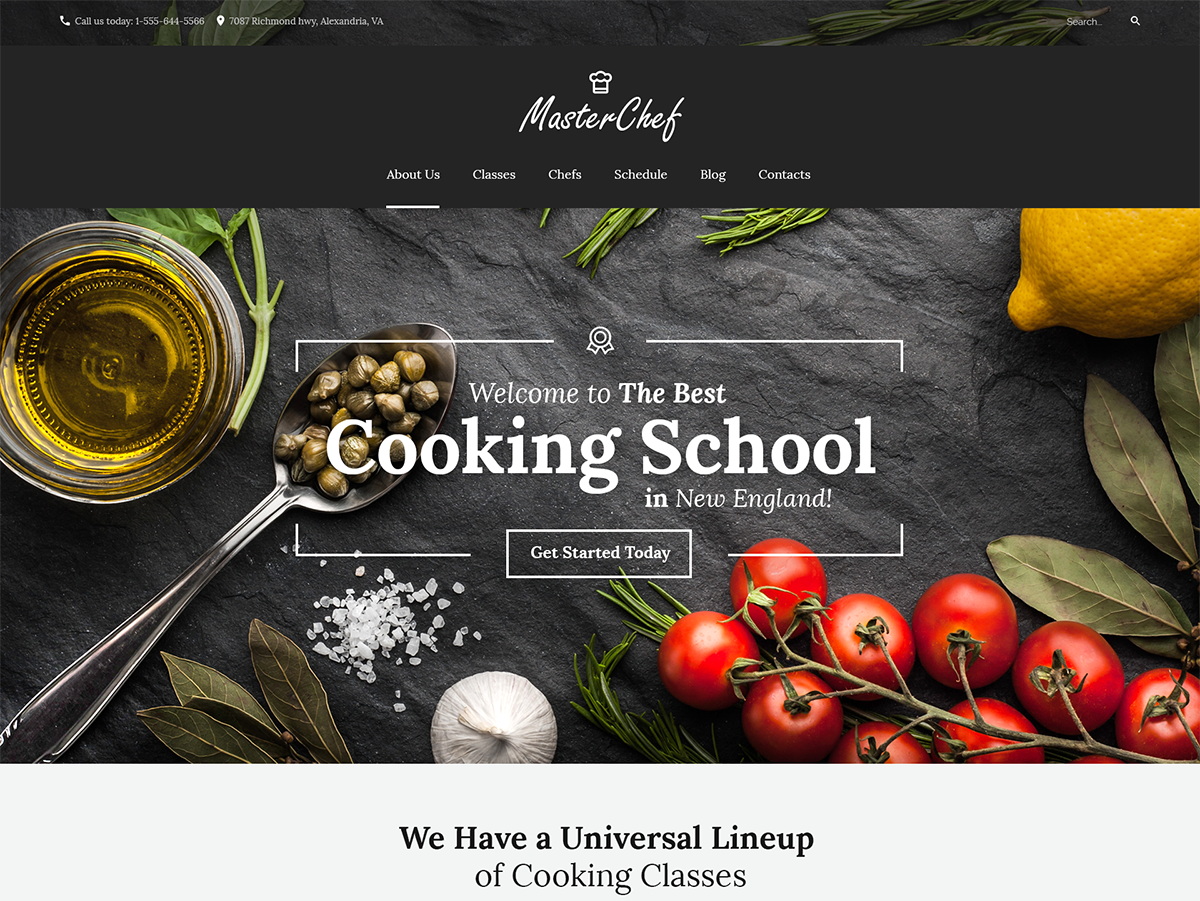 Call us today: 1-555-644-5566 7087 Richmond hwy, Alexandria, VA Search...
MasterChef
About Us Classes Chefs Schedule Blog Contacts
Welcome to The Best
Cooking School
in New England!
Get Started Today
We Have a Universal Lineup
of Cooking Classes